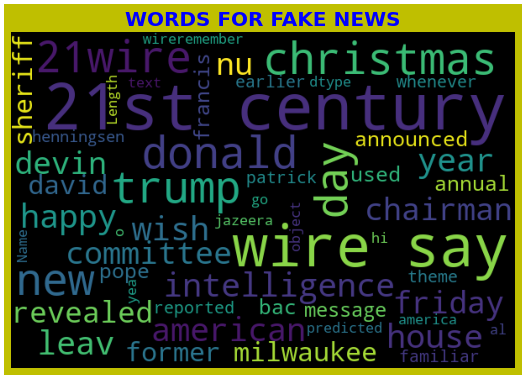 WORDS FOR FAKE NEWS
wireremember
21wire
christmas
nu
sheriff
francis
earlier
dtype
whenever
text
Length
21st century
henningsen
announced
donald
devin
year
day
david
trump
patrick
used
annual
go
happy
wish
jazeera
object
chairman
o
Name
committee
wire say
hi
new
pope
year
intelligence
theme
friday
revealed
reported
bac
message
america
american
predicted
house
al
leav
former
milwaukee
familiar